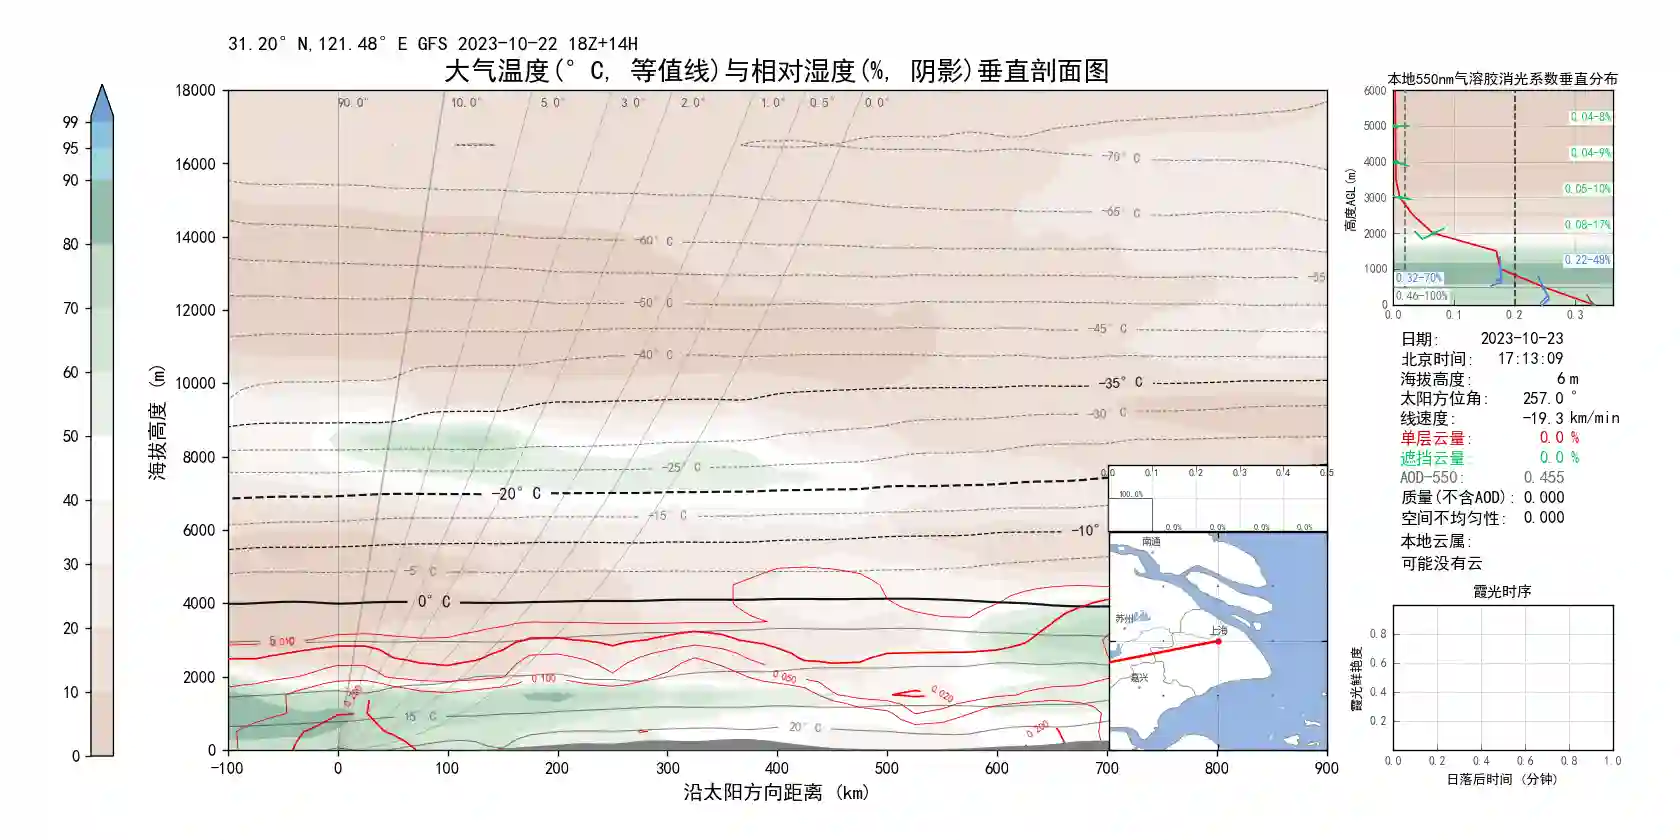 31.20° N,121.48° E GFS 2023-10-22 18Z+14H
大气温度(° C, 等值线)与相对湿度(%, 阴影)垂直剖面图
99
95
90
80
70
60
50
40
30
20
10
0
海拔高度 (m)
18000
16000
14000
12000
10000
8000
6000
4000
2000
0
90.0° 10.0° 5.0° 3.0° 2.0° 1.0° 0.5° 0.0°
-70° C
-65° C
-60° C
-55
-50° C
-45° C
-40° C
-35° C
-30° C
-25° C
-20° C
-15° C
-10°
-5° C
0° C
0.010
0.100
0.050
0.020
0.200
15° C
20° C
0.200
-100 0 100 200 300 400 500 600 700 800 900
沿太阳方向距离 (km)
0.0 0.1 0.2 0.3 0.4 0.5
100.0%
0.0% 0.0% 0.0% 0.0%
南通
苏州
上海
嘉兴
本地550nm气溶胶消光系数垂直分布
高度AGL(m)
6000
5000
4000
3000
2000
1000
0
0.04-8%
0.04-9%
0.05-10%
0.08-17%
0.22-48%
0.32-70%
0.46-100%
0.0 0.1 0.2 0.3
日期: 2023-10-23
北京时间: 17:13:09
海拔高度: 6 m
太阳方位角: 257.0 °
线速度: -19.3 km/min
单层云量: 0.0 %
遮挡云量: 0.0 %
AOD-550: 0.455
质量(不含AOD): 0.000
空间不均匀性: 0.000
本地云属:
可能没有云
霞光时序
霞光鲜艳度
0.8
0.6
0.4
0.2
0.0 0.2 0.4 0.6 0.8 1.0
日落后时间 (分钟)